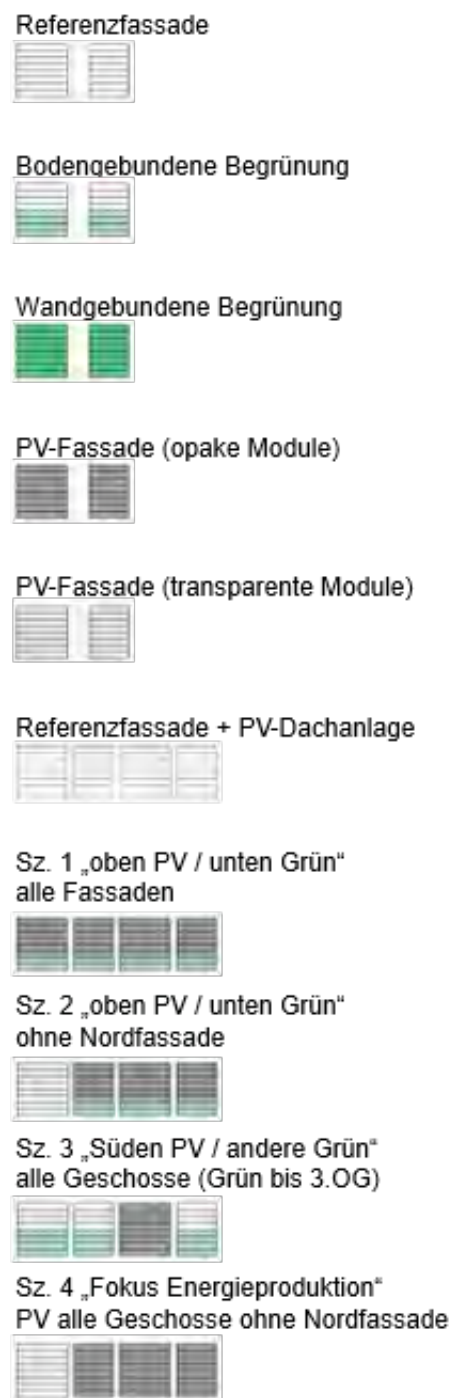 Referenzfassade
Bodengebundene Begrünung
Wandgebundene Begrünung
PV-Fassade (opake Module)
PV-Fassade (transparente Module)
Referenzfassade + PV-Dachanlage
Sz. 1 „oben PV / unten Grün“
alle Fassaden
Sz. 2 „oben PV / unten Grün“
ohne Nordfassade
Sz. 3 „Süden PV / andere Grün“
alle Geschosse (Grün bis 3.OG)
Sz. 4 „Fokus Energieproduktion“
PV alle Geschosse ohne Nordfassade